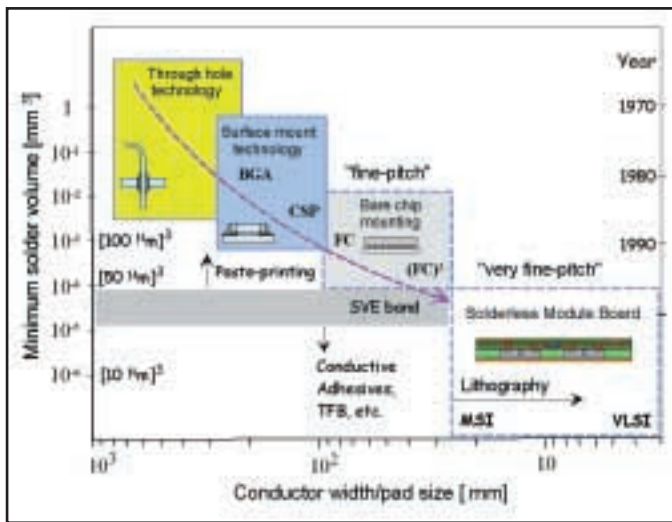 Year
Through hole
technology
1
1970
Surface mount
technology
"fine-pitch"
BGA
1980
Bare chip
mounting
CSP
FC
[100 µm]³
1990
(FC)²
"very fine-pitch"
[50 µm]³
Paste-printing
SVE band
Solderless Module Board
Conductive
Adhesives,
TFB, etc.
[10 µm]³
Lithography
MSI
VLSI
10³
10²
10
Minimum solder volume [mm ³]
Conductor width/pad size [mm]